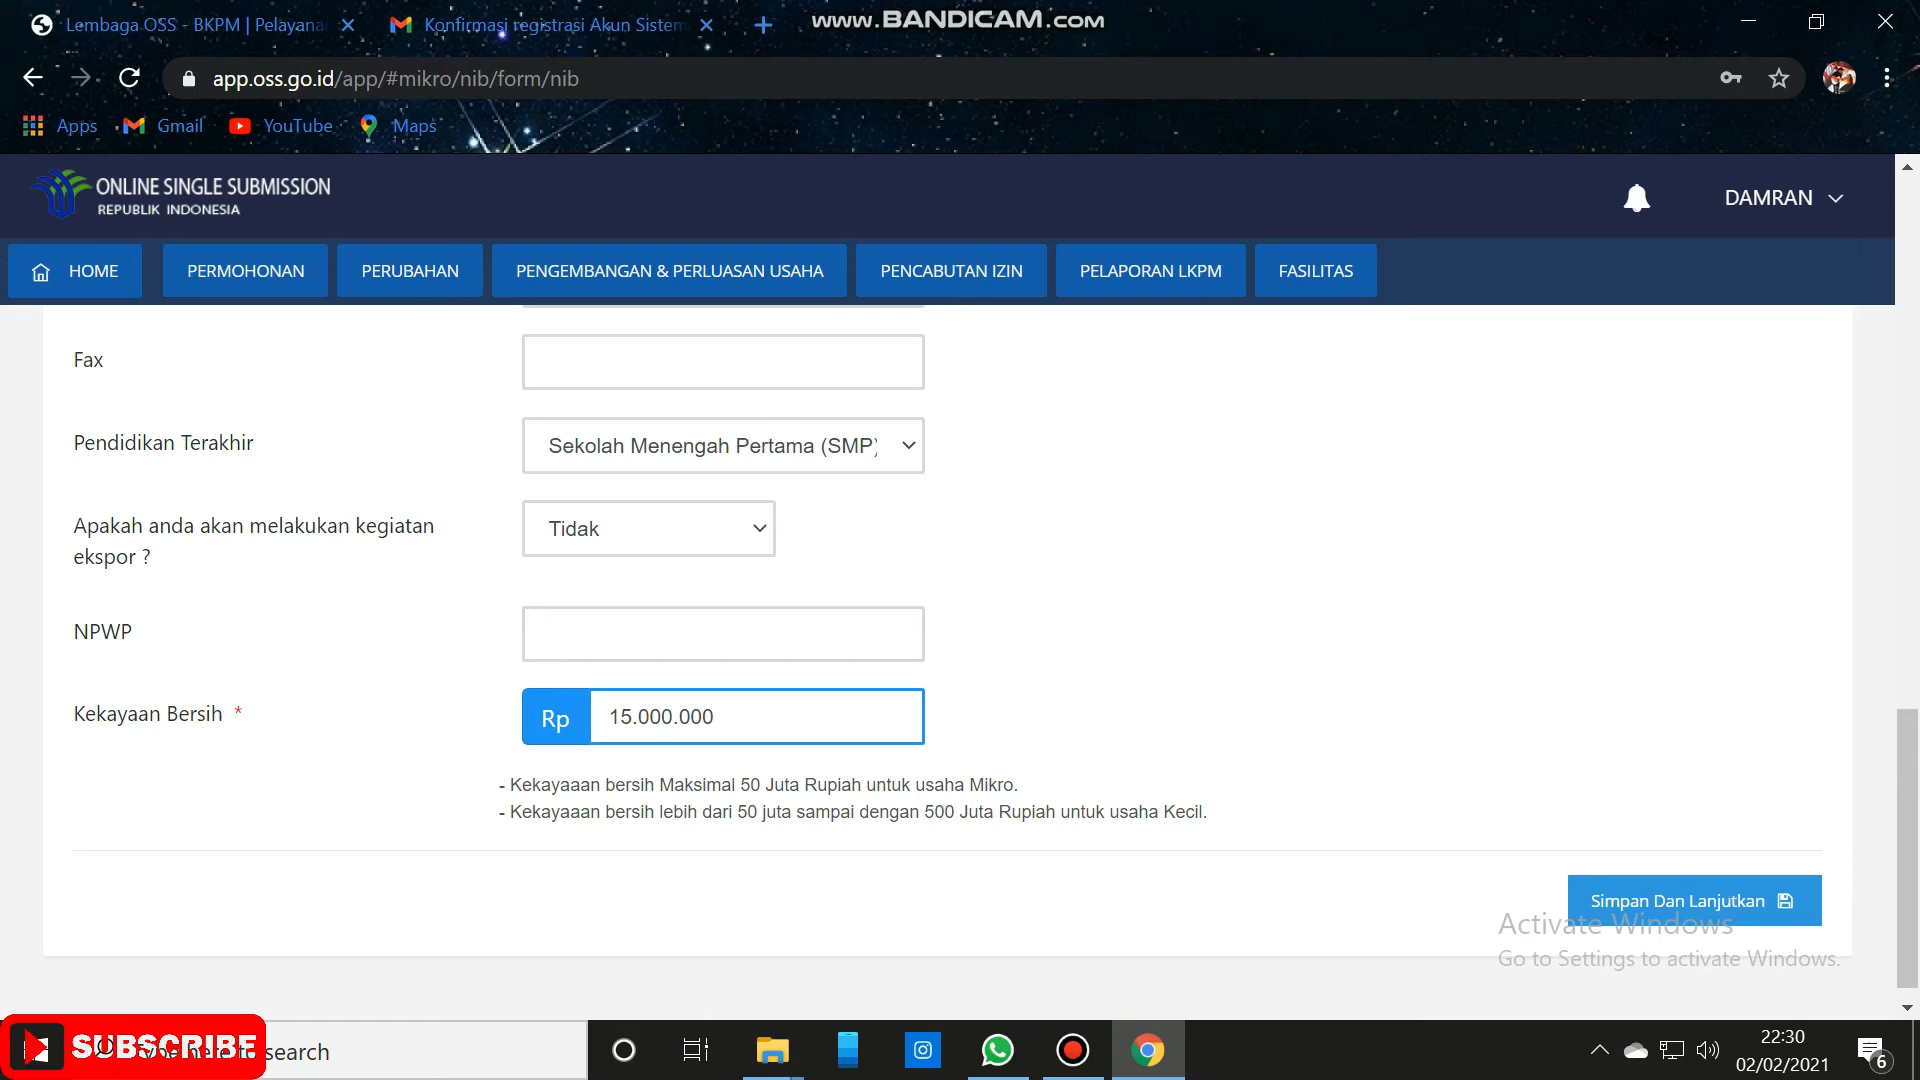 Lembaga OSS - BKPM | Pelayana
Konfirmasi registrasi Akun Sistem
www.BANDICAM.com
app.oss.go.id/app/#mikro/nib/form/nib
Apps
Gmail
YouTube
Maps
ONLINE SINGLE SUBMISSION
REPUBLIK INDONESIA
DAMRAN
HOME
PERMOHONAN
PERUBAHAN
PENGEMBANGAN & PERLUASAN USAHA
PENCABUTAN IZIN
PELAPORAN LKPM
FASILITAS
Fax
Pendidikan Terakhir
Sekolah Menengah Pertama (SMP)
Apakah anda akan melakukan kegiatan
ekspor ?
Tidak
NPWP
Kekayaan Bersih *
Rp
15.000.000
- Kekayaaan bersih Maksimal 50 Juta Rupiah untuk usaha Mikro.
- Kekayaaan bersih lebih dari 50 juta sampai dengan 500 Juta Rupiah untuk usaha Kecil.
Simpan Dan Lanjutkan
Activate Windows
Go to Settings to activate Windows.
SUBSCRIBE
Type here to search
22:30
02/02/2021
6